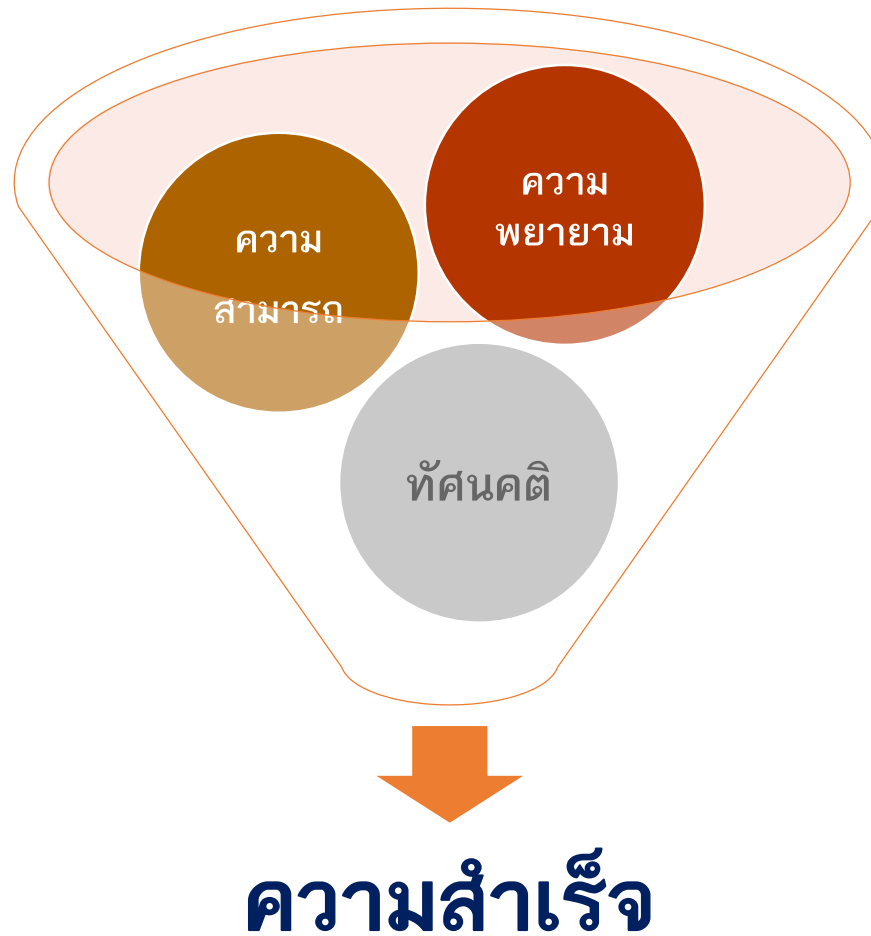 ความ
พยายาม
ความ
สามารถ
ทัศนคติ
ความสำเร็จ